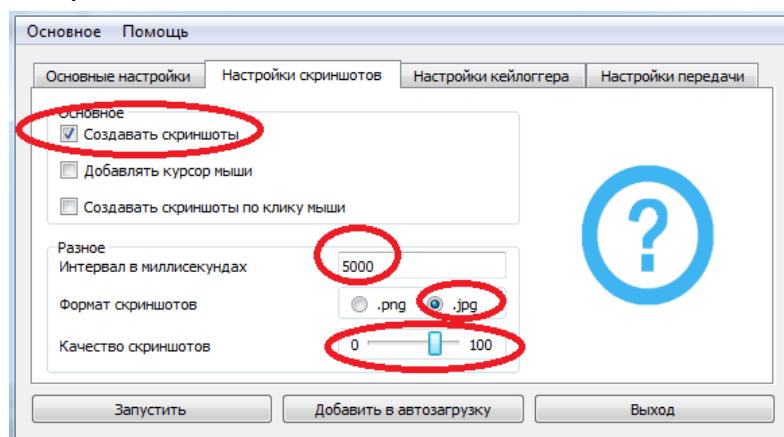 Основное Помощь
Основные настройки Настройки скриншотов Настройки кейлоггера Настройки передачи
Основное
Создавать скриншоты
Добавлять курсор мыши
Создавать скриншоты по клику мыши
Разное
Интервал в миллисекундах 5000
Формат скриншотов .png .jpg
Качество скриншотов 0 100
Запустить Добавить в автозагрузку Выход